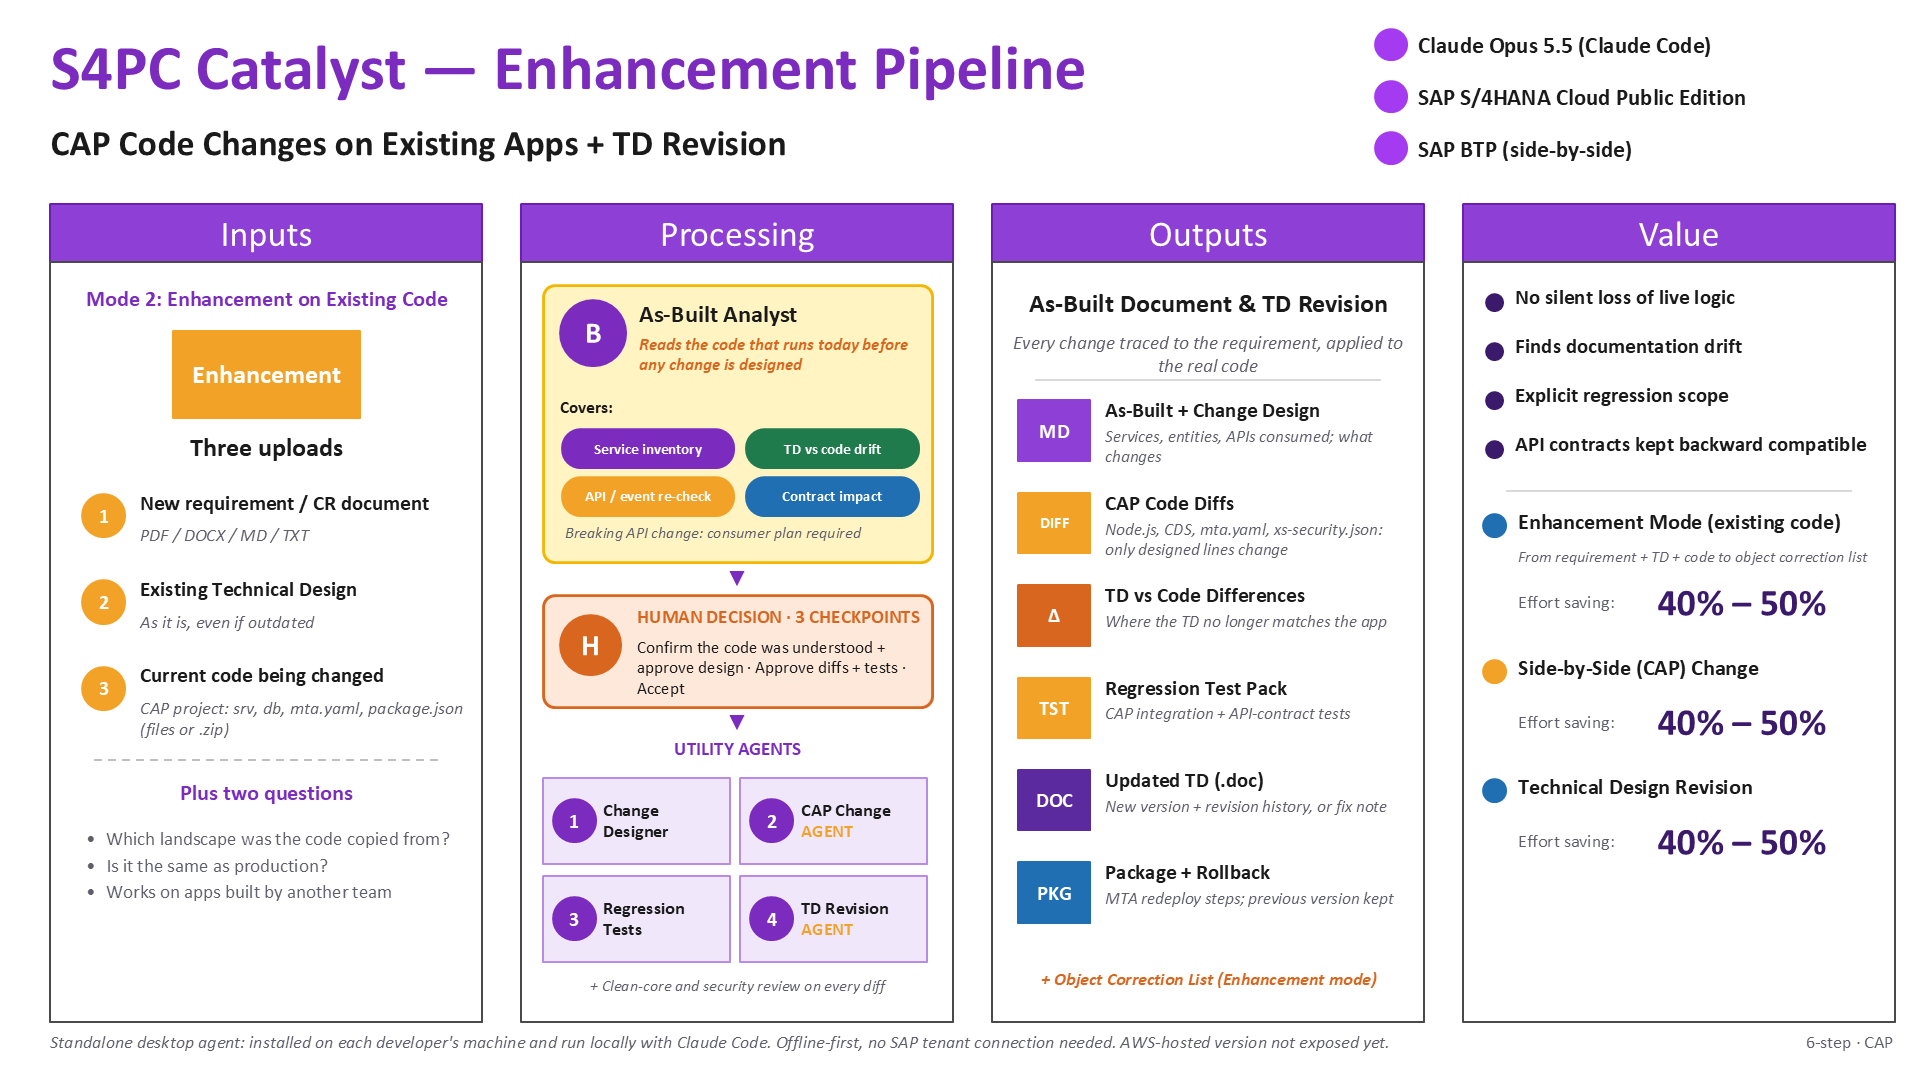 S4PC Catalyst — Enhancement Pipeline
CAP Code Changes on Existing Apps + TD Revision
Claude Opus 5.5 (Claude Code)
SAP S/4HANA Cloud Public Edition
SAP BTP (side-by-side)
Inputs
Mode 2: Enhancement on Existing Code
Enhancement
Three uploads
1
New requirement / CR document
PDF / DOCX / MD / TXT
2
Existing Technical Design
As it is, even if outdated
3
Current code being changed
CAP project: srv, db, mta.yaml, package.json
(files or .zip)
Plus two questions
• Which landscape was the code copied from?
• Is it the same as production?
• Works on apps built by another team
Processing
B
As-Built Analyst
Reads the code that runs today before
any change is designed
Covers:
Service inventory
TD vs code drift
API / event re-check
Contract impact
Breaking API change: consumer plan required
H
HUMAN DECISION · 3 CHECKPOINTS
Confirm the code was understood +
approve design · Approve diffs + tests ·
Accept
UTILITY AGENTS
1
Change
Designer
2
CAP Change
AGENT
3
Regression
Tests
4
TD Revision
AGENT
+ Clean-core and security review on every diff
Outputs
As-Built Document & TD Revision
Every change traced to the requirement, applied to
the real code
MD
As-Built + Change Design
Services, entities, APIs consumed; what
changes
DIFF
CAP Code Diffs
Node.js, CDS, mta.yaml, xs-security.json:
only designed lines change
Δ
TD vs Code Differences
Where the TD no longer matches the app
TST
Regression Test Pack
CAP integration + API-contract tests
DOC
Updated TD (.doc)
New version + revision history, or fix note
PKG
Package + Rollback
MTA redeploy steps; previous version kept
+ Object Correction List (Enhancement mode)
Value
No silent loss of live logic
Finds documentation drift
Explicit regression scope
API contracts kept backward compatible
Enhancement Mode (existing code)
From requirement + TD + code to object correction list
Effort saving: 40% – 50%
Side-by-Side (CAP) Change
Effort saving: 40% – 50%
Technical Design Revision
Effort saving: 40% – 50%
Standalone desktop agent: installed on each developer's machine and run locally with Claude Code. Offline-first, no SAP tenant connection needed. AWS-hosted version not exposed yet.
6-step · CAP